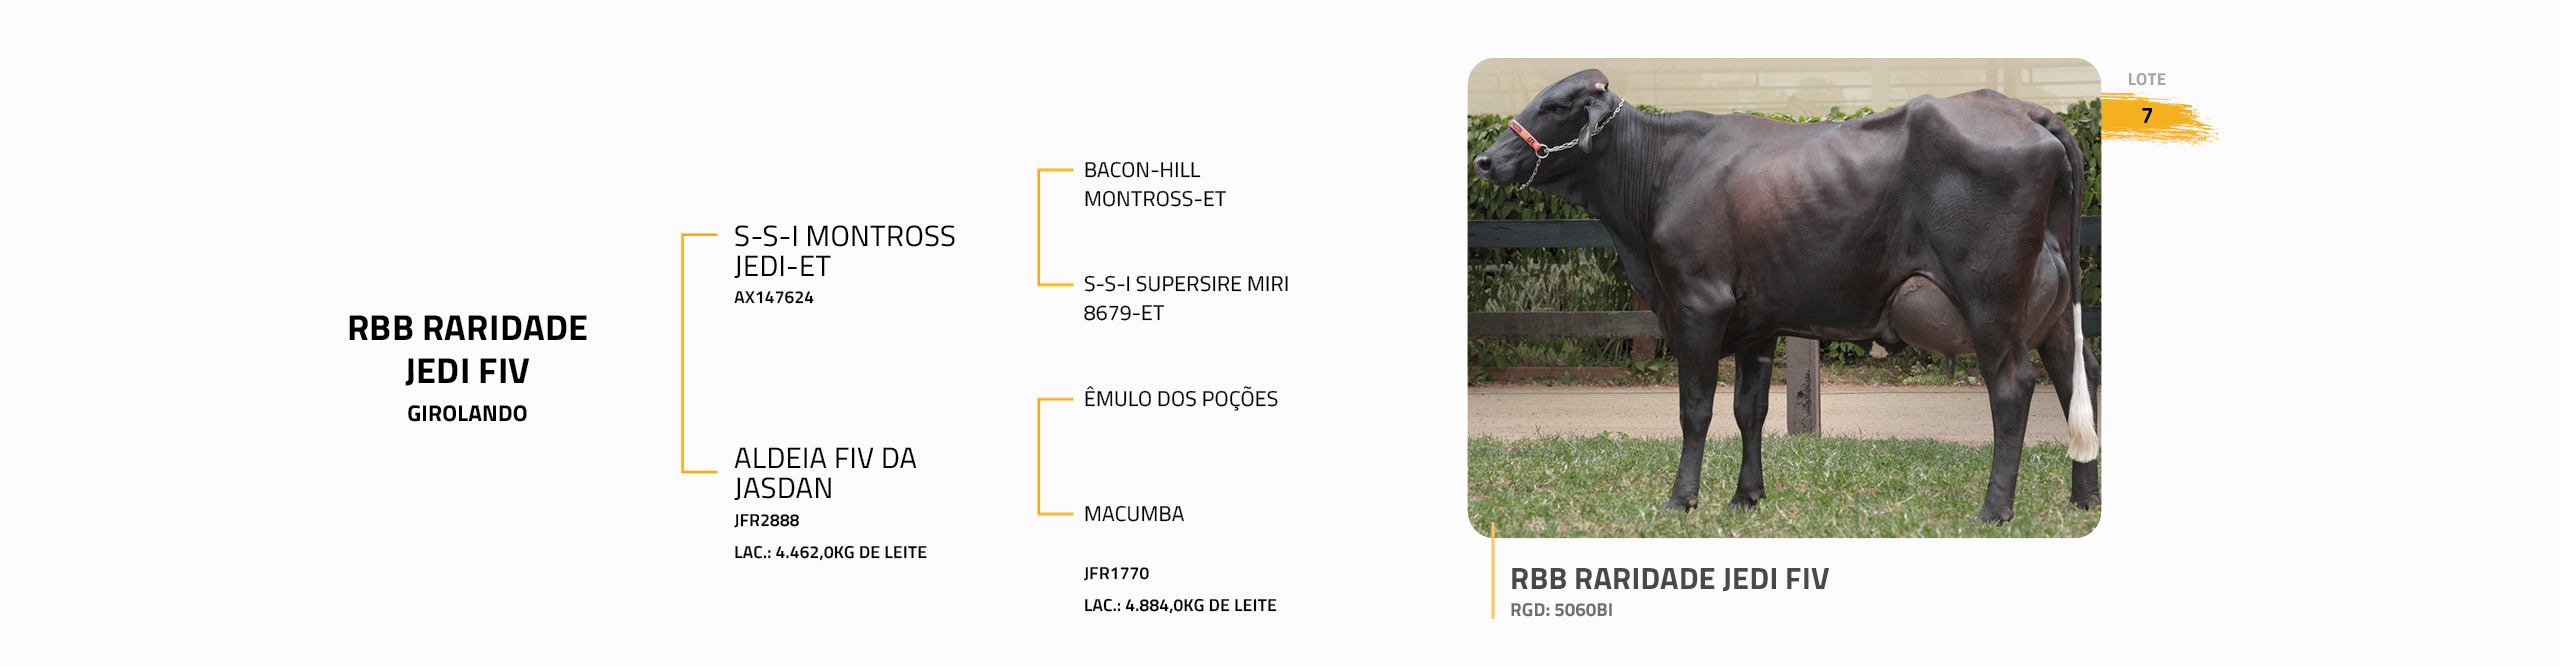 RBB RARIDADE
JEDI FIV
GIROLANDO
S-S-I MONTROSS
JEDI-ET
AX147624
ALDEIA FIV DA
JASDAN
JFR2888
LAC.: 4.462,0KG DE LEITE
BACON-HILL
MONTROSS-ET
S-S-I SUPERSIRE MIRI
8679-ET
ÊMULO DOS POÇÕES
MACUMBA
JFR1770
LAC.: 4.884,0KG DE LEITE
LOTE
7
RBB RARIDADE JEDI FIV
RGD: 5060BI